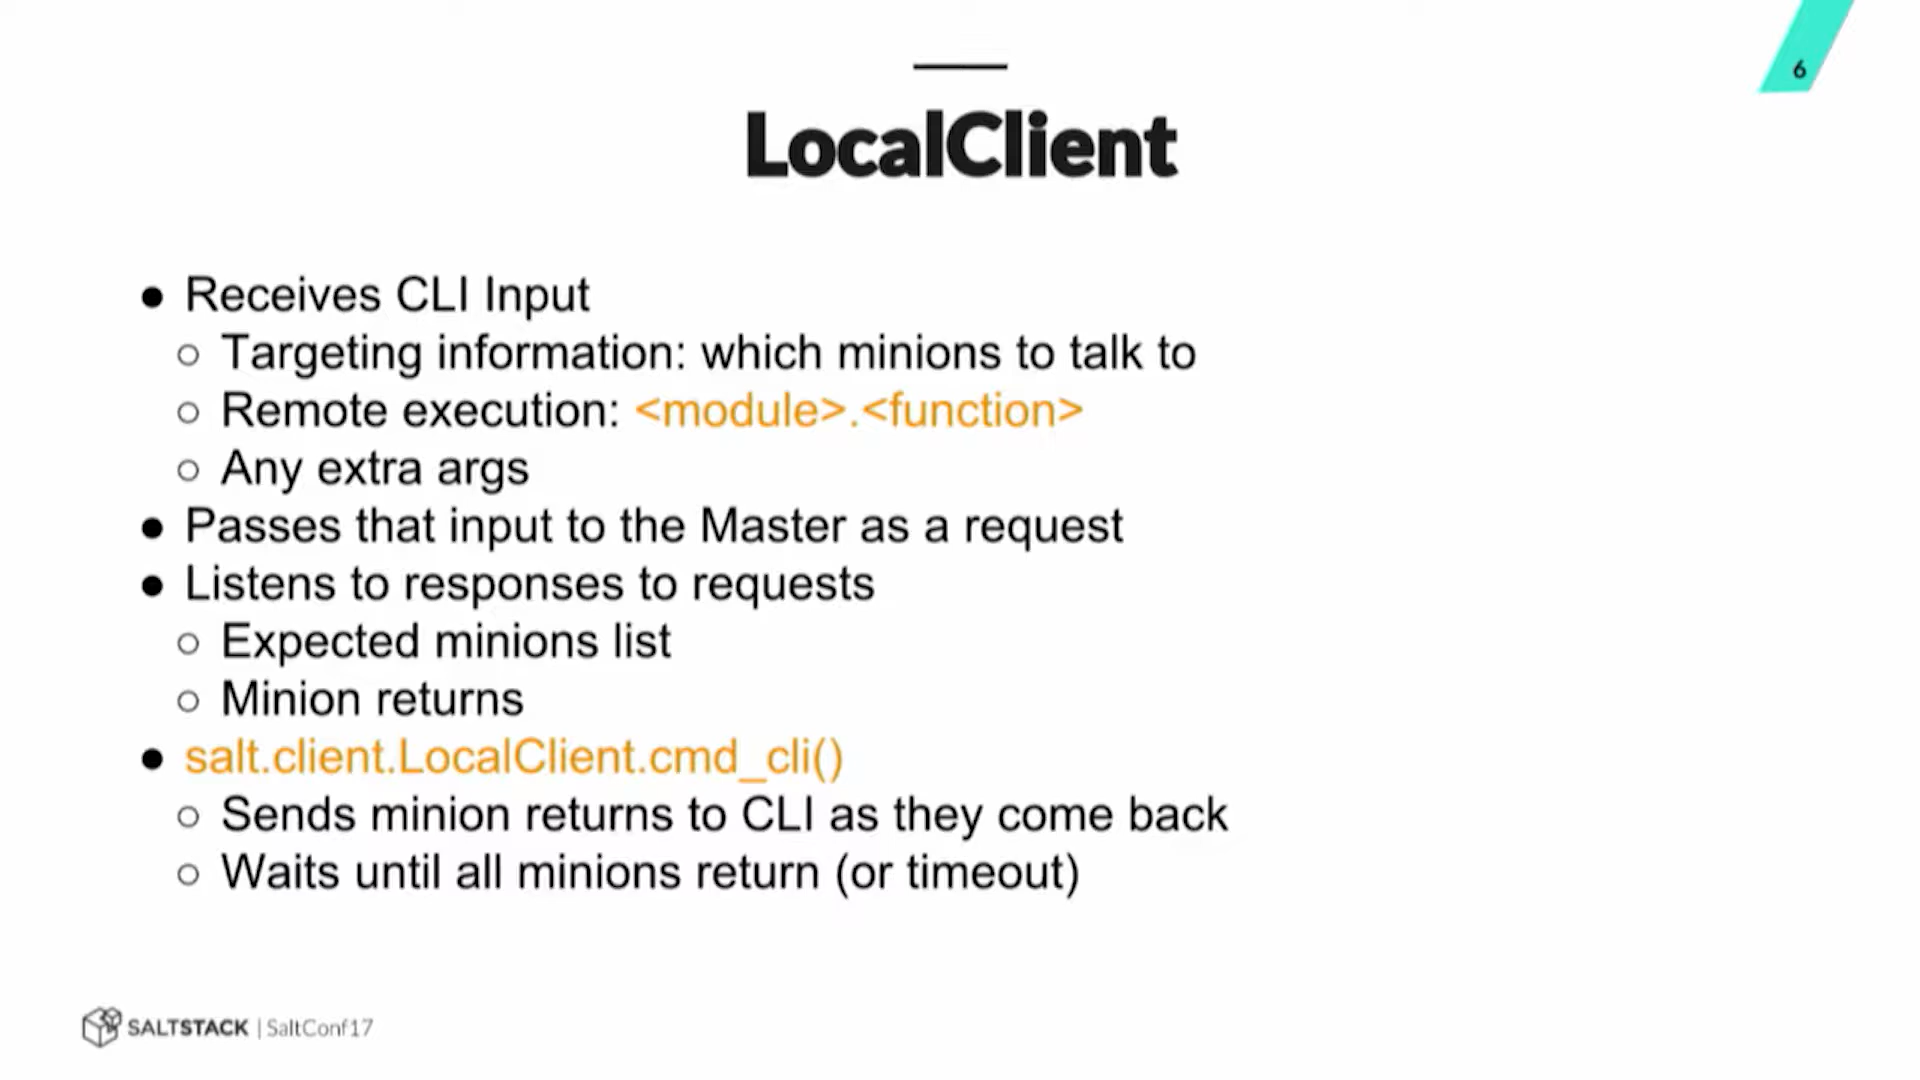 6
LocalClient
● Receives CLI Input
○ Targeting information: which minions to talk to
○ Remote execution: <module>.<function>
○ Any extra args
● Passes that input to the Master as a request
● Listens to responses to requests
○ Expected minions list
○ Minion returns
● salt.client.LocalClient.cmd_cli()
○ Sends minion returns to CLI as they come back
○ Waits until all minions return (or timeout)
SALTSTACK | SaltConf17